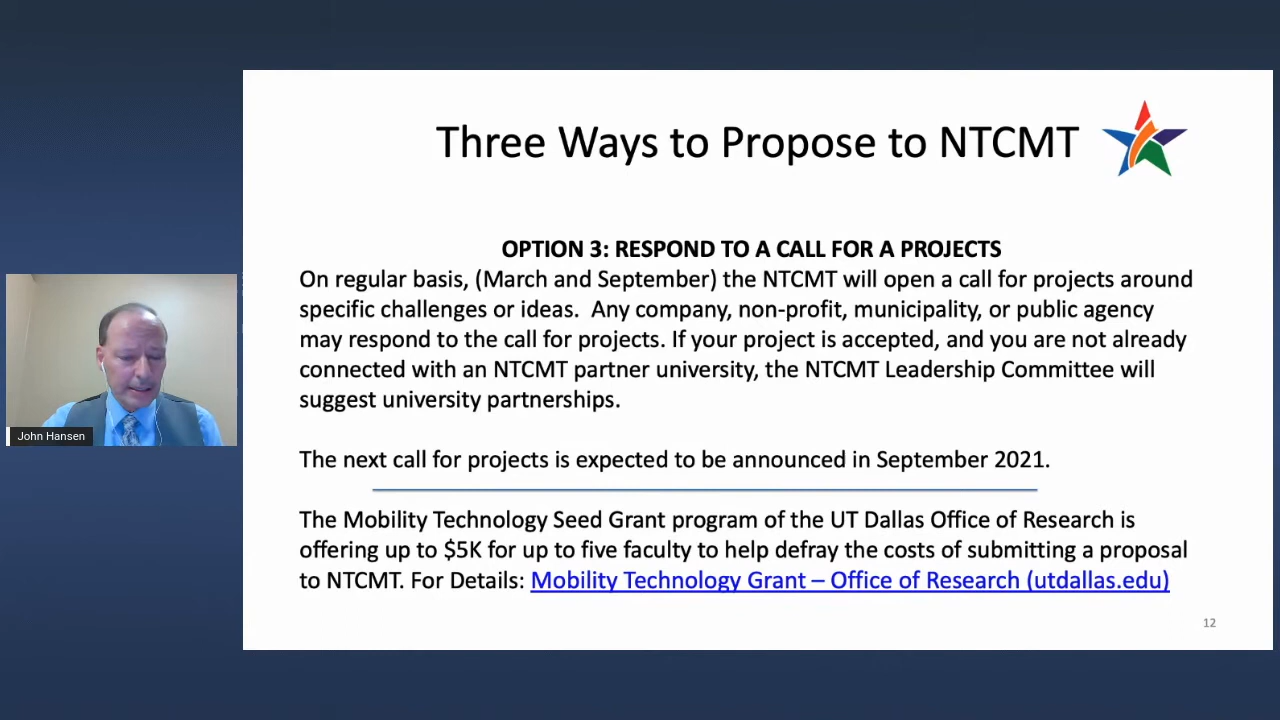 Three Ways to Propose to NTCMT
OPTION 3: RESPOND TO A CALL FOR A PROJECTS
On regular basis, (March and September) the NTCMT will open a call for projects around
specific challenges or ideas.  Any company, non-profit, municipality, or public agency
may respond to the call for projects. If your project is accepted, and you are not already
connected with an NTCMT partner university, the NTCMT Leadership Committee will
suggest university partnerships.
The next call for projects is expected to be announced in September 2021.
The Mobility Technology Seed Grant program of the UT Dallas Office of Research is
offering up to $5K for up to five faculty to help defray the costs of submitting a proposal
to NTCMT. For Details: Mobility Technology Grant – Office of Research (utdallas.edu)
12
John Hansen